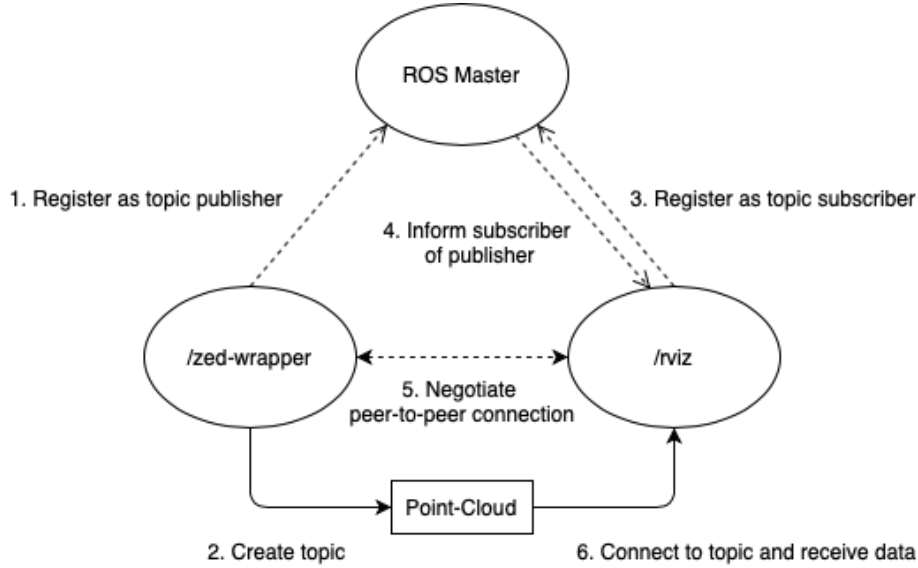 ROS Master
1. Register as topic publisher
3. Register as topic subscriber
4. Inform subscriber
of publisher
/zed-wrapper
/rviz
5. Negotiate
peer-to-peer connection
Point-Cloud
2. Create topic
6. Connect to topic and receive data